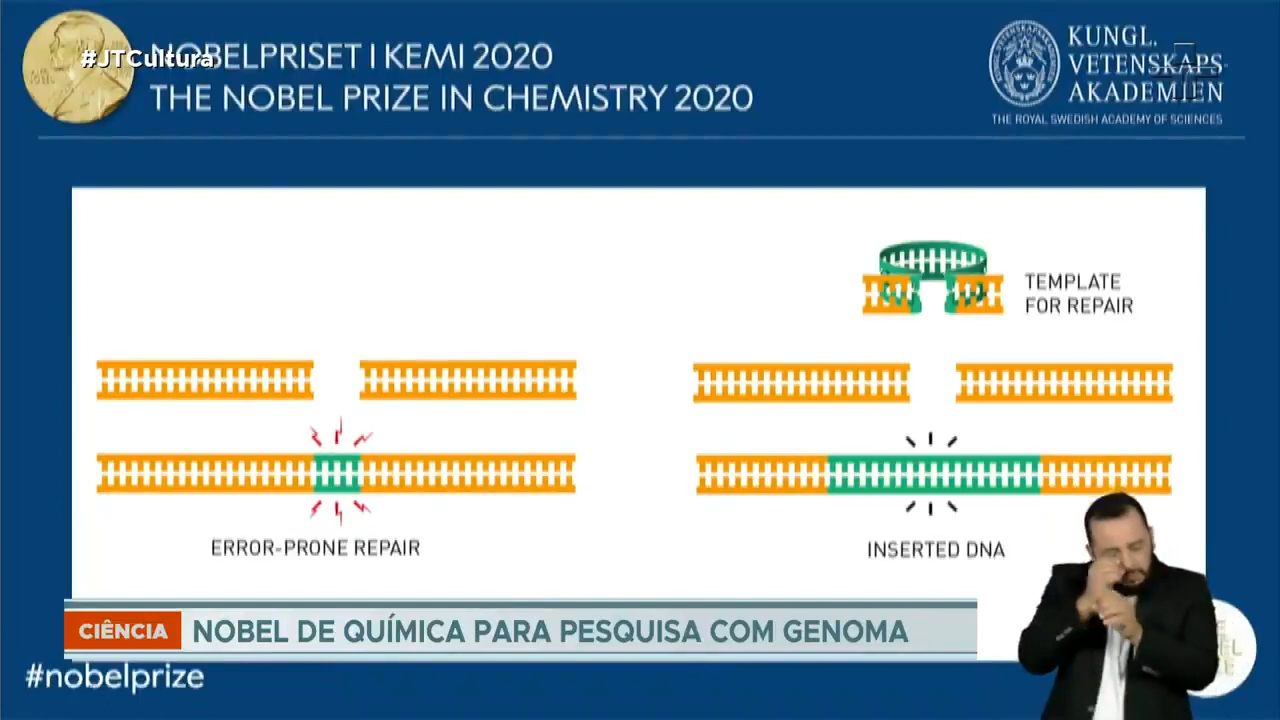 #JTCultura
NOBELPRISET I KEMI 2020
THE NOBEL PRIZE IN CHEMISTRY 2020
KUNGL.
VETENSKAPS
AKADEMIEN
THE ROYAL SWEDISH ACADEMY OF SCIENCES
TEMPLATE
FOR REPAIR
ERROR-PRONE REPAIR
INSERTED DNA
CIÊNCIA
NOBEL DE QUÍMICA PARA PESQUISA COM GENOMA
#nobelprize